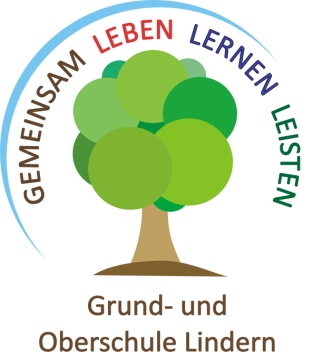 GEMEINSAM LEBEN LERNEN LEISTEN
Grund- und
Oberschule Lindern